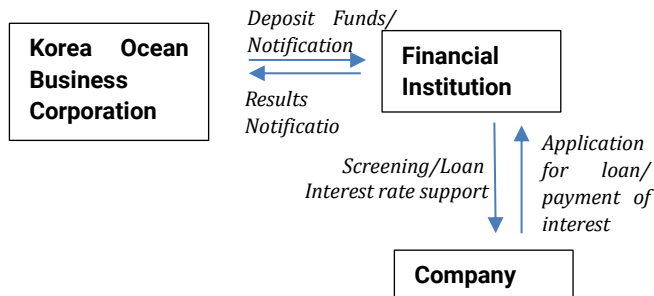 Deposit Funds/
Notification
Korea Ocean
Business
Corporation
Financial
Institution
Results
Notificatio
Screening/Loan
Interest rate support
Application
for loan/
payment of
interest
Company